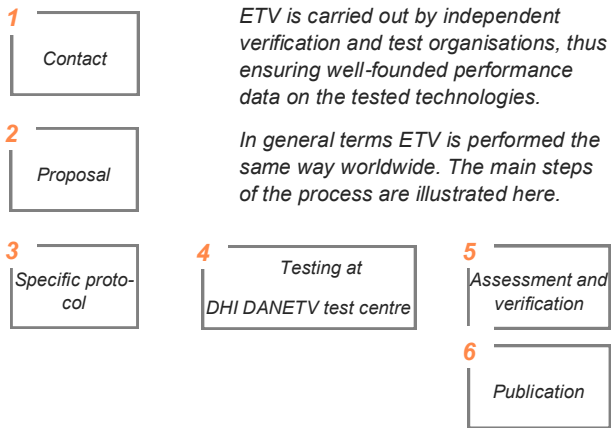 1
Contact
ETV is carried out by independent
verification and test organisations, thus
ensuring well-founded performance
data on the tested technologies.
2
Proposal
In general terms ETV is performed the
same way worldwide. The main steps
of the process are illustrated here.
3
Specific proto-
col
4
Testing at
DHI DANETV test centre
5
Assessment and
verification
6
Publication